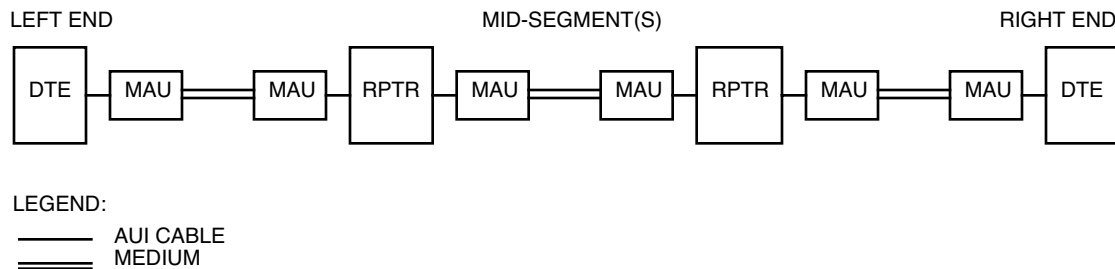 LEFT END MID-SEGMENT(S) RIGHT END
DTE MAU MAU RPTR MAU MAU RPTR MAU MAU DTE
LEGEND:
AUI CABLE
MEDIUM